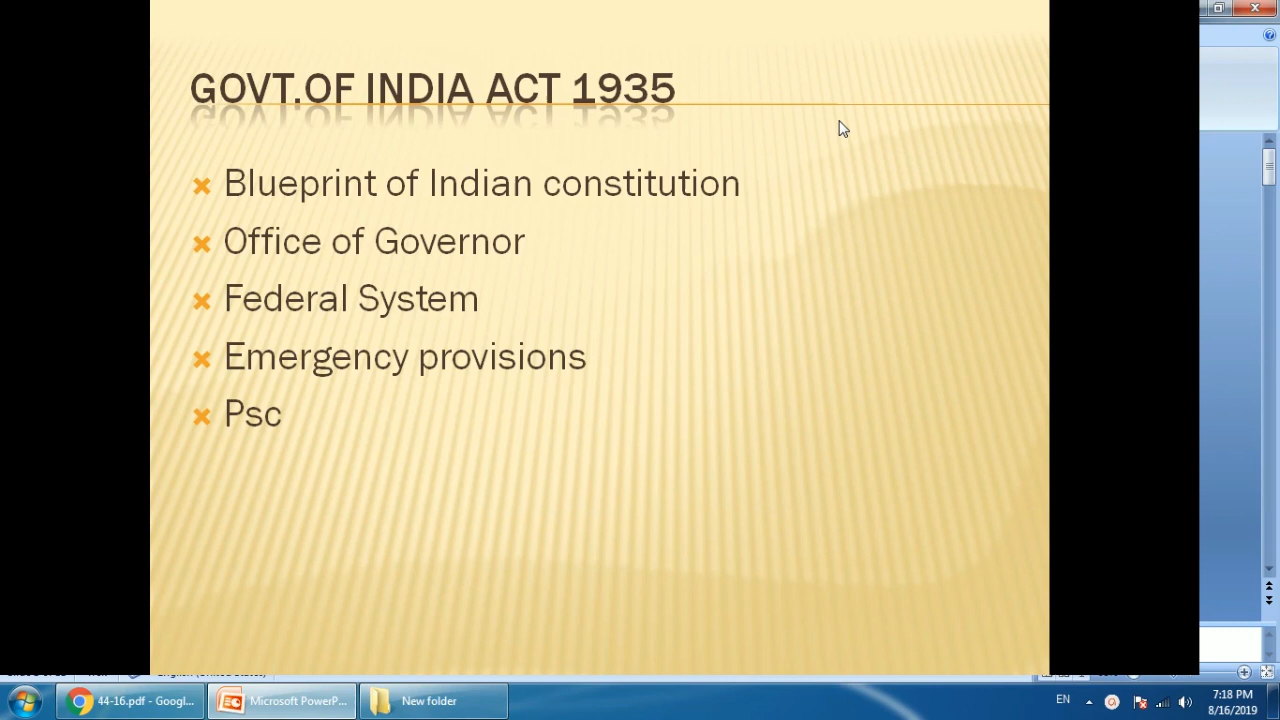 GOVT.OF INDIA ACT 1935
Blueprint of Indian constitution
Office of Governor
Federal System
Emergency provisions
Psc
44-16.pdf - Googl...
Microsoft PowerP...
New folder
EN
7:18 PM
8/16/2019